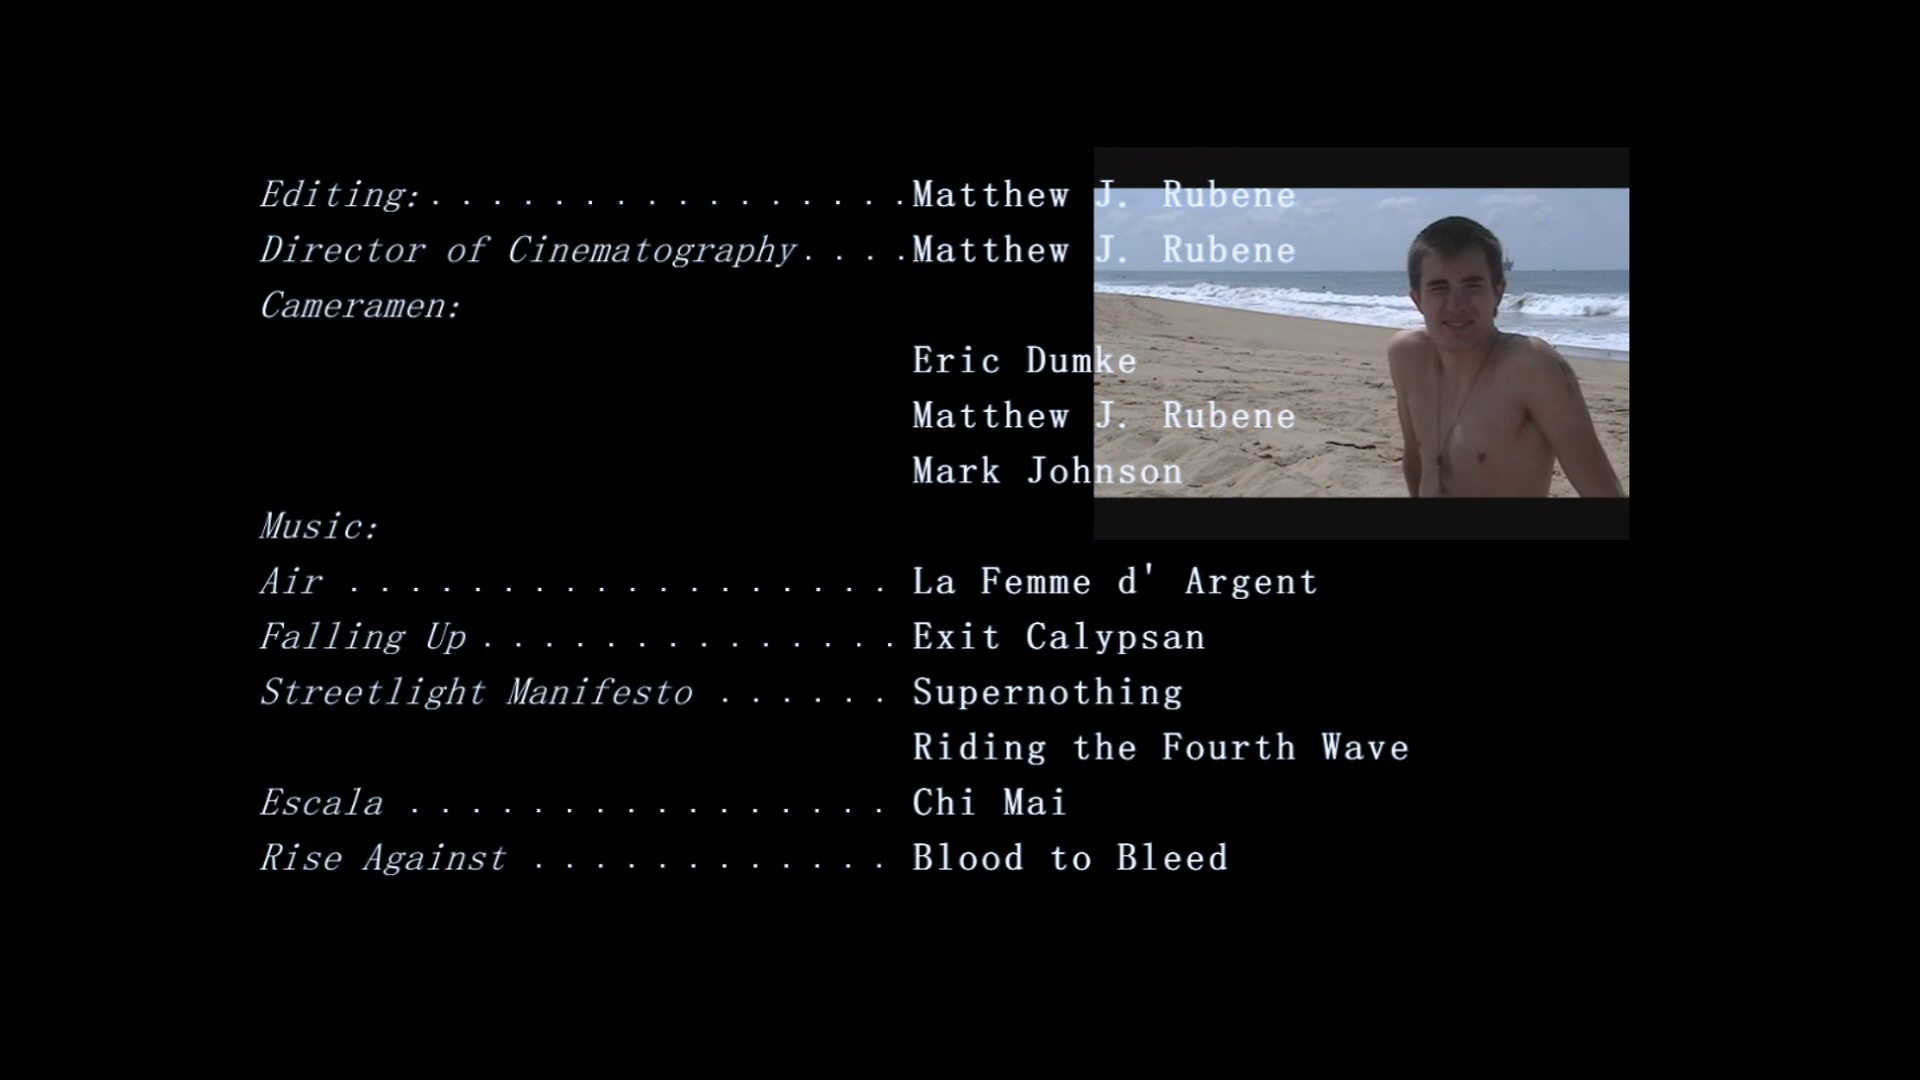 Editing:................Matthew J. Rubene
Director of Cinematography....Matthew J. Rubene
Cameramen:
Eric Dumke
Matthew J. Rubene
Mark Johnson
Music:
Air .................. La Femme d' Argent
Falling Up.............. Exit Calypsan
Streetlight Manifesto ...... Supernothing
Riding the Fourth Wave
Escala ................ Chi Mai
Rise Against ............ Blood to Bleed